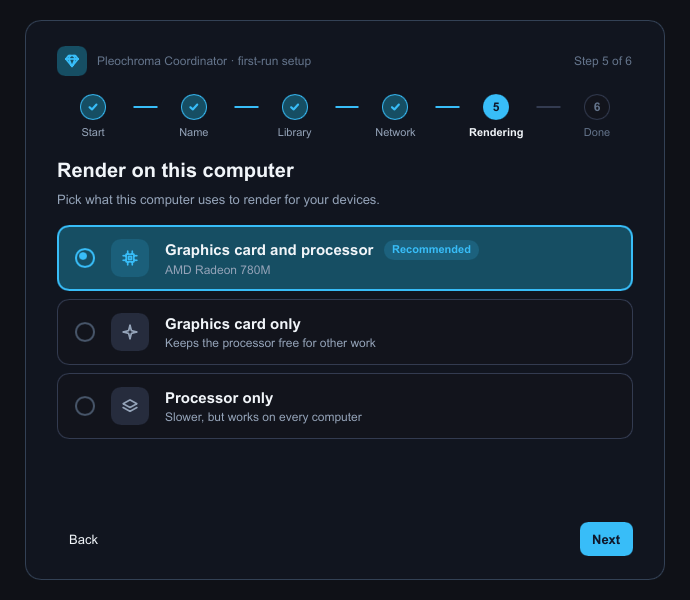 Pleochroma Coordinator · first-run setup
Step 5 of 6
Start
Name
Library
Network
5
Rendering
6
Done
Render on this computer
Pick what this computer uses to render for your devices.
Graphics card and processor
Recommended
AMD Radeon 780M
Graphics card only
Keeps the processor free for other work
Processor only
Slower, but works on every computer
Back
Next